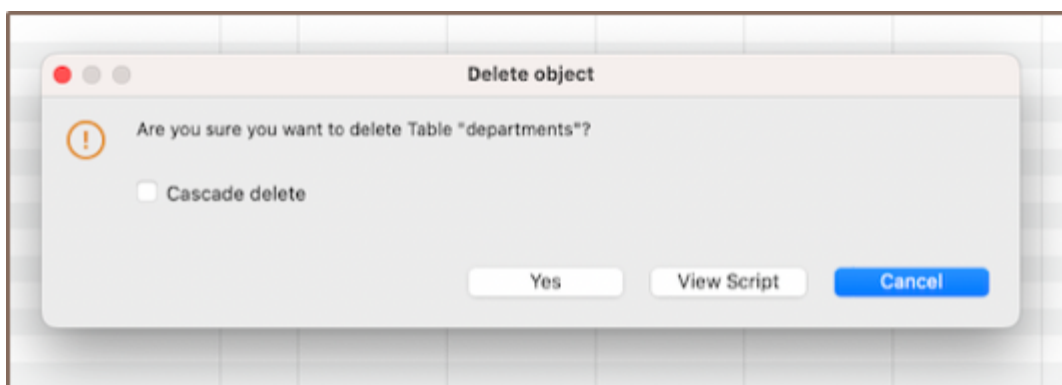 Delete object
Are you sure you want to delete Table "departments"?
Cascade delete
Yes
View Script
Cancel